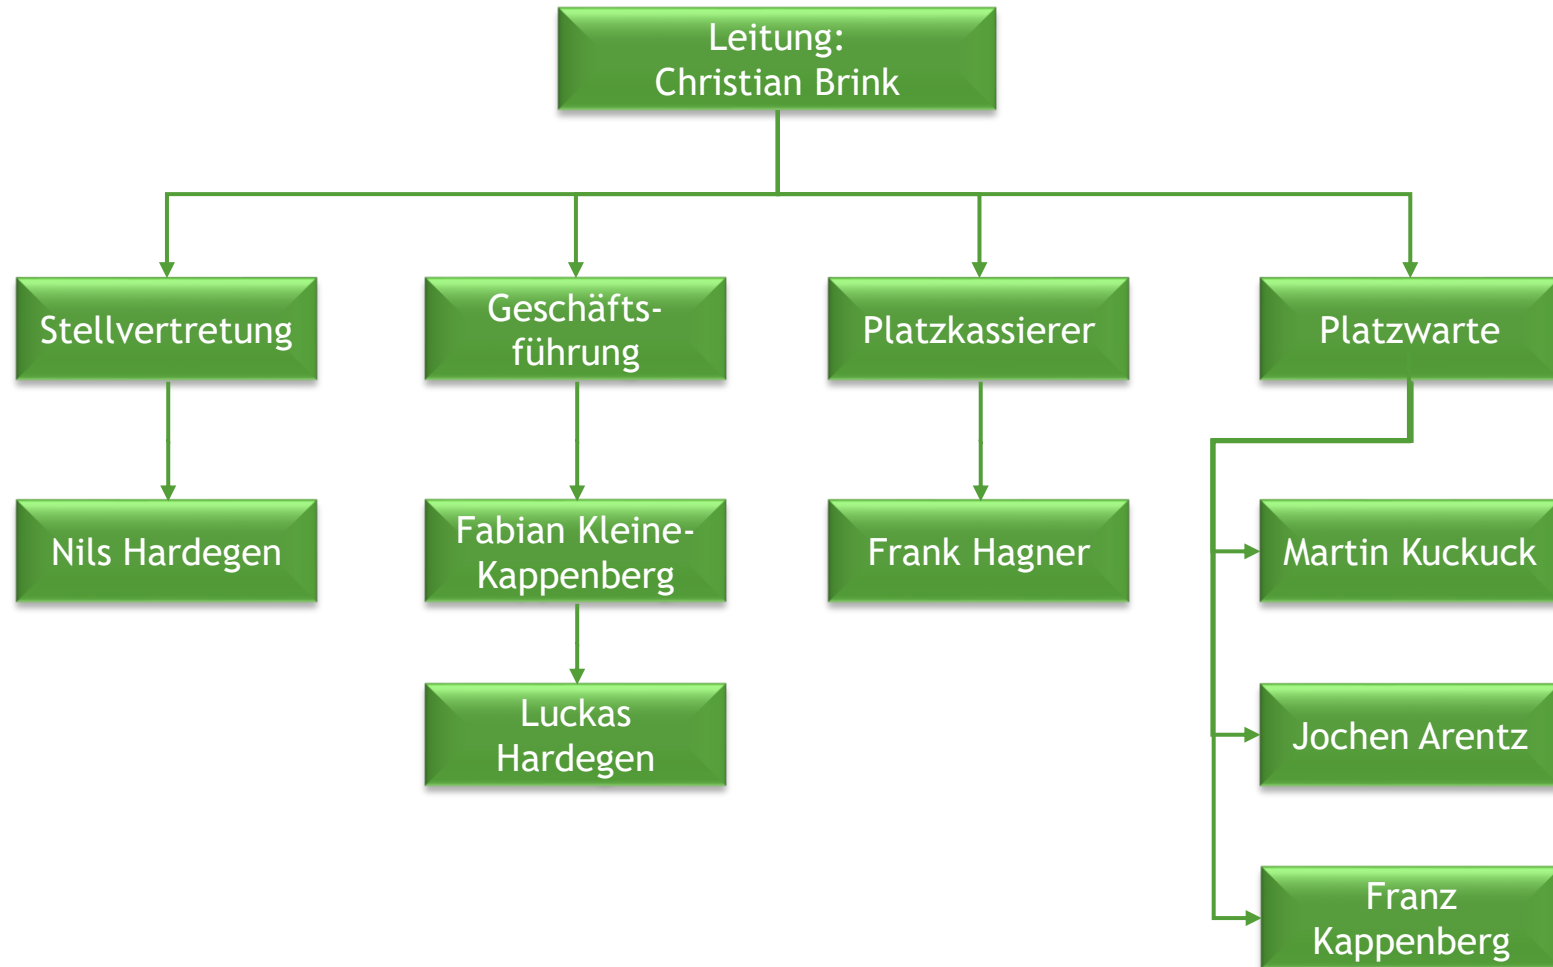 Leitung:
Christian Brink
Stellvertretung
Geschäfts-
führung
Platzkassierer
Platzwarte
Nils Hardegen
Fabian Kleine-
Kappenberg
Frank Hagner
Martin Kuckuck
Luckas
Hardegen
Jochen Arentz
Franz
Kappenberg